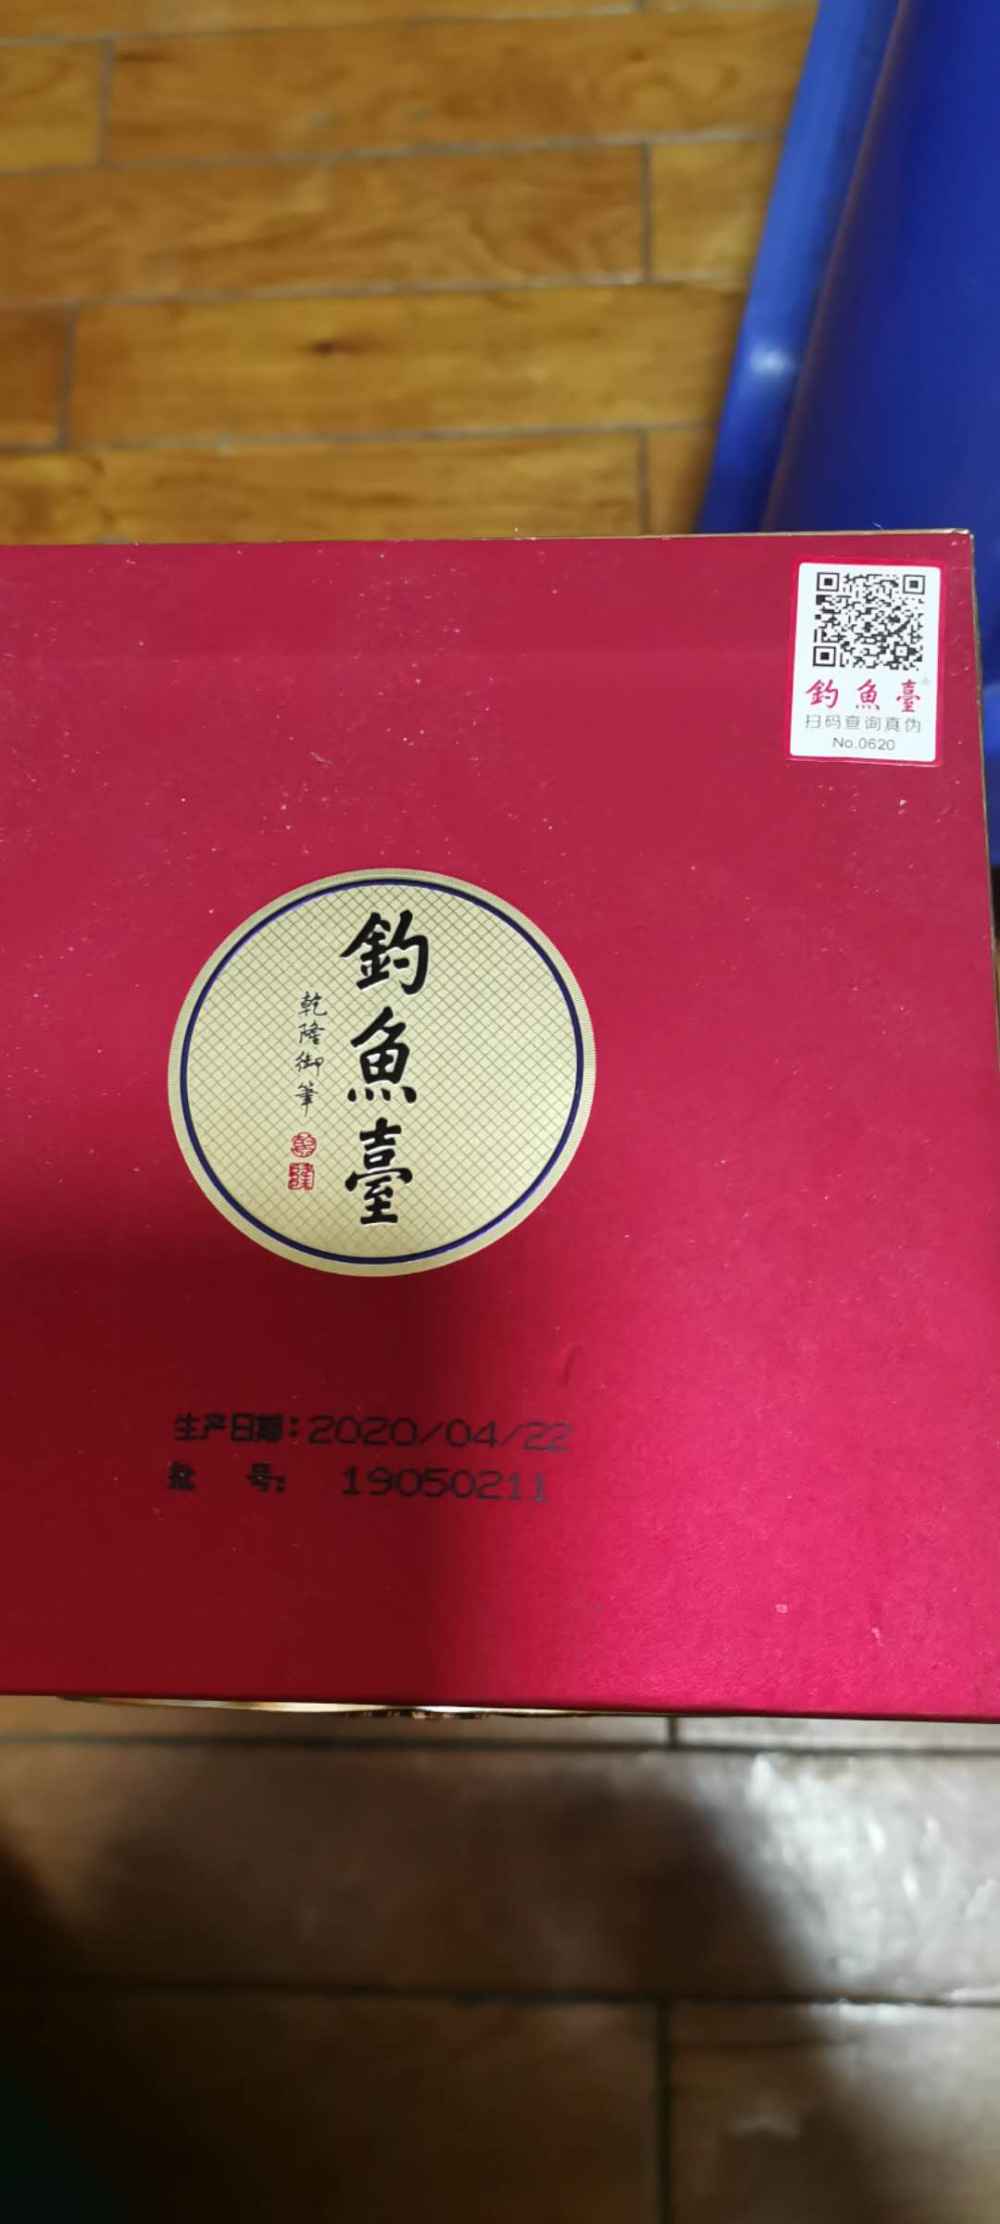 釣魚臺
扫码查询真伪
No.0620
釣魚臺
乾隆御筆
生产日期：2020/04/22
批 号： 19050211